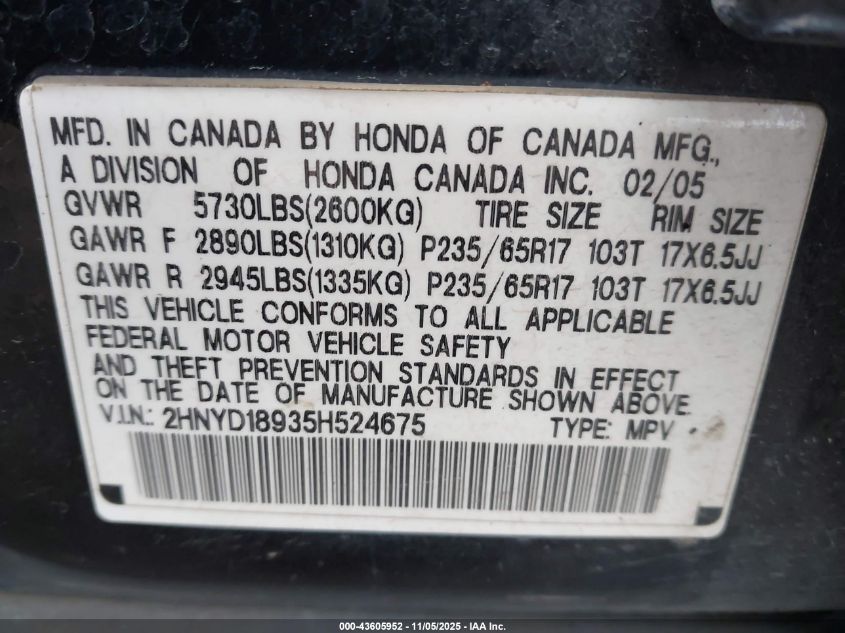 MFD. IN CANADA BY HONDA OF CANADA MFG.,
A DIVISION OF HONDA CANADA INC. 02/05
GVWR 5730LBS(2600KG) TIRE SIZE RIM SIZE
GAWR F 2890LBS(1310KG) P235/65R17 103T 17X6.5JJ
GAWR R 2945LBS(1335KG) P235/65R17 103T 17X6.5JJ
THIS VEHICLE CONFORMS TO ALL APPLICABLE
FEDERAL MOTOR VEHICLE SAFETY
AND THEFT PREVENTION STANDARDS IN EFFECT
ON THE DATE OF MANUFACTURE SHOWN ABOVE.
V.I.N.: 2HNYD18935H524675 TYPE: MPV
000-43605952 - 11/05/2025 - IAA Inc.